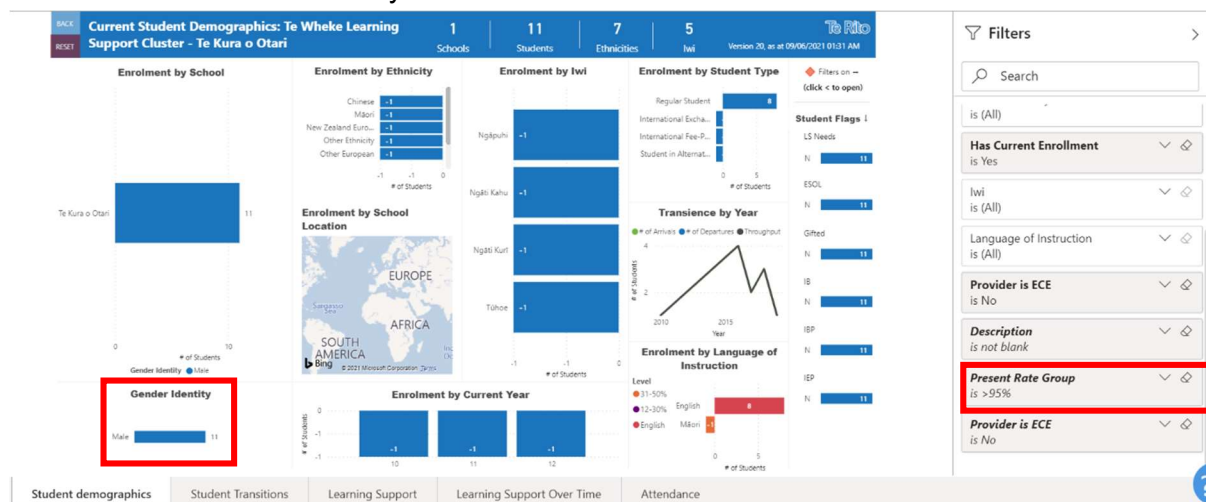 BACK
RESET
Current Student Demographics: Te Wheke Learning
Support Cluster - Te Kura o Otari
1
Schools
11
Students
7
Ethnicities
5
Iwi
Te Rito
Version 20, as at 09/06/2021 01:31 AM
Enrolment by School
Te Kura o Otari
11
0
10
# of Students
Gender Identity Male
Gender Identity
Male
11
Enrolment by Ethnicity
Chinese -1
Māori -1
New Zealand Euro... -1
Other Ethnicity -1
Other European -1
-1 -1 0
# of Students
Enrolment by School
Location
EUROPE
AFRICA
SOUTH
AMERICA
Sargasso
Sea
Bing
© 2021 Microsoft Corporation Terms
Enrolment by Iwi
Ngāpuhi -1
Ngāti Kahu -1
Ngāti Kurī -1
Tūhoe -1
-1 -1 0
# of Students
Enrolment by Current Year
# of Students
0
-1
-1
-1 -1 -1
10 11 12
Enrolment by Student Type
Regular Student 8
International Excha...
International Fee-P...
Student in Alternat...
0 5
# of Students
Transience by Year
# of Arrivals # of Departures Throughput
# of Students
4
2
2010 2015
Year
Enrolment by Language of
Instruction
Level
31-50%
12-30%
English
English 8
Māori -1
0 5
# of Students
Filters on --
(click < to open)
Student Flags ↓
LS Needs
N 11
ESOL
N 11
Gifted
N 11
IB
N 11
IBP
N 11
IEP
N 11
Filters
Search
is (All)
Has Current Enrollment
is Yes
Iwi
is (All)
Language of Instruction
is (All)
Provider is ECE
is No
Description
is not blank
Present Rate Group
is >95%
Provider is ECE
is No
Student demographics
Student Transitions
Learning Support
Learning Support Over Time
Attendance
?